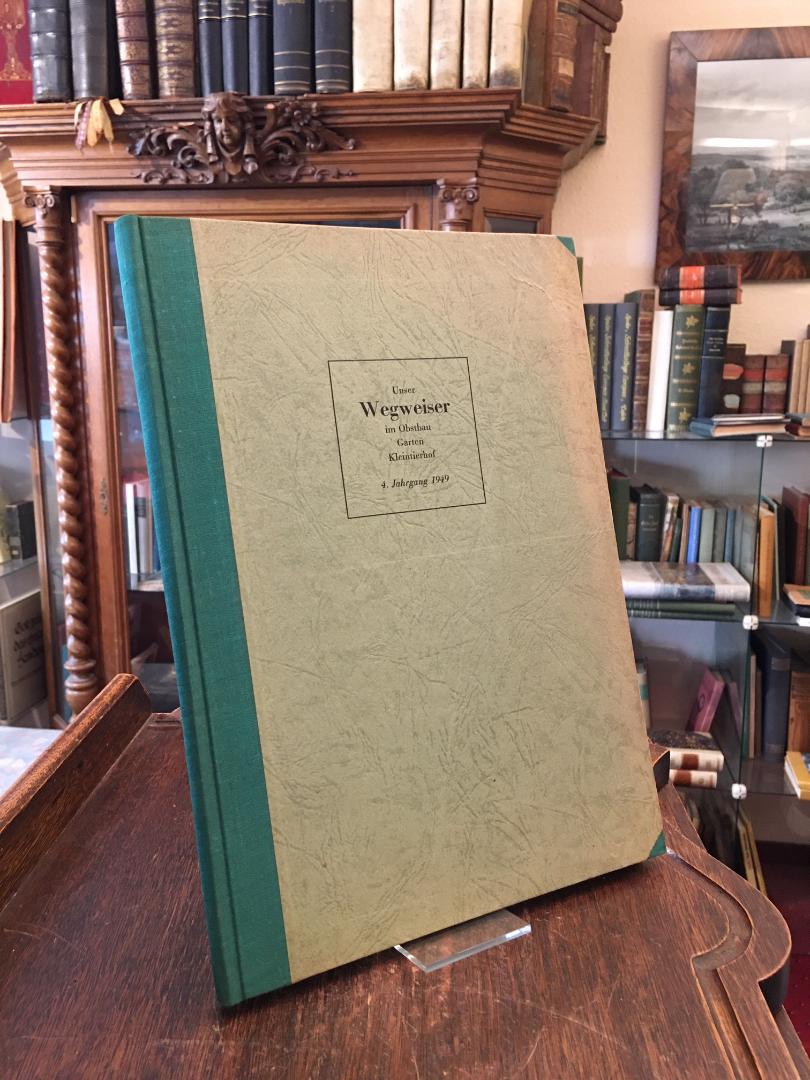 Unser
Wegweiser
im Obstbau
Garten
Kleintierhof
4. Jahrgang 1949